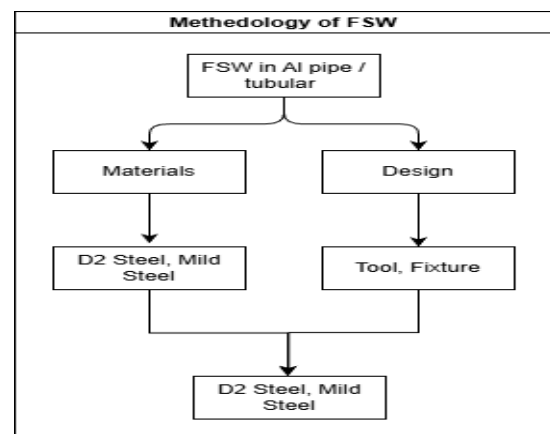 Methedology of FSW
FSW in Al pipe /
tubular
Materials
Design
D2 Steel, Mild
Steel
Tool, Fixture
D2 Steel, Mild
Steel